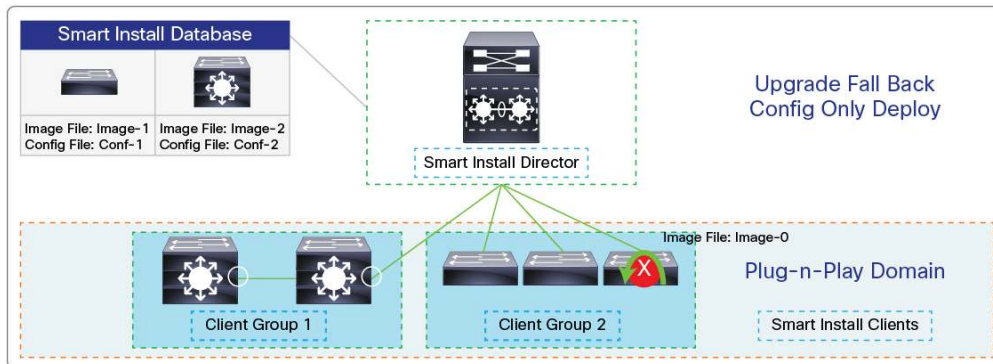 Smart Install Database
Image File: Image-1
Config File: Conf-1
Image File: Image-2
Config File: Conf-2
Smart Install Director
Upgrade Fall Back
Config Only Deploy
Image File: Image-0
X
Plug-n-Play Domain
Client Group 1
Client Group 2
Smart Install Clients